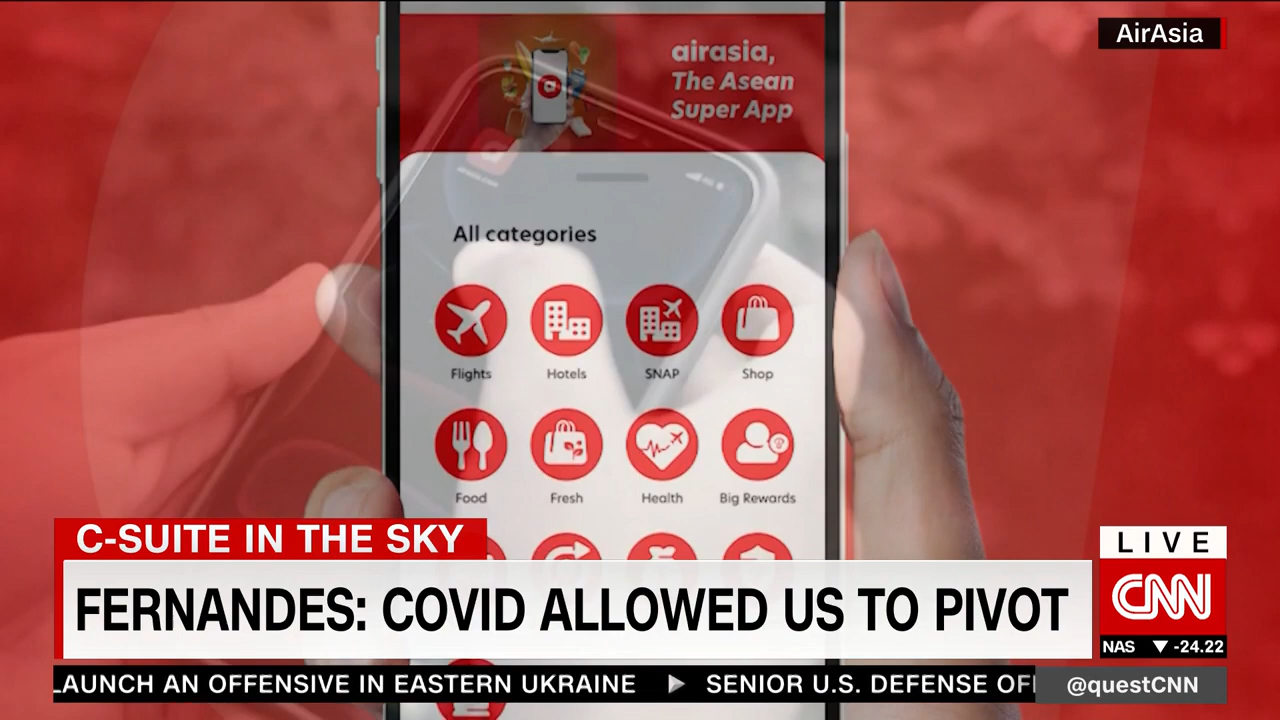 AirAsia
airasia,
The Asean
Super App
All categories
Flights Hotels SNAP Shop
Food Fresh Health Big Rewards
C-SUITE IN THE SKY
FERNANDES: COVID ALLOWED US TO PIVOT
LIVE
CNN
NAS ▼ -24.22
LAUNCH AN OFFENSIVE IN EASTERN UKRAINE ▶ SENIOR U.S. DEFENSE
@questCNN